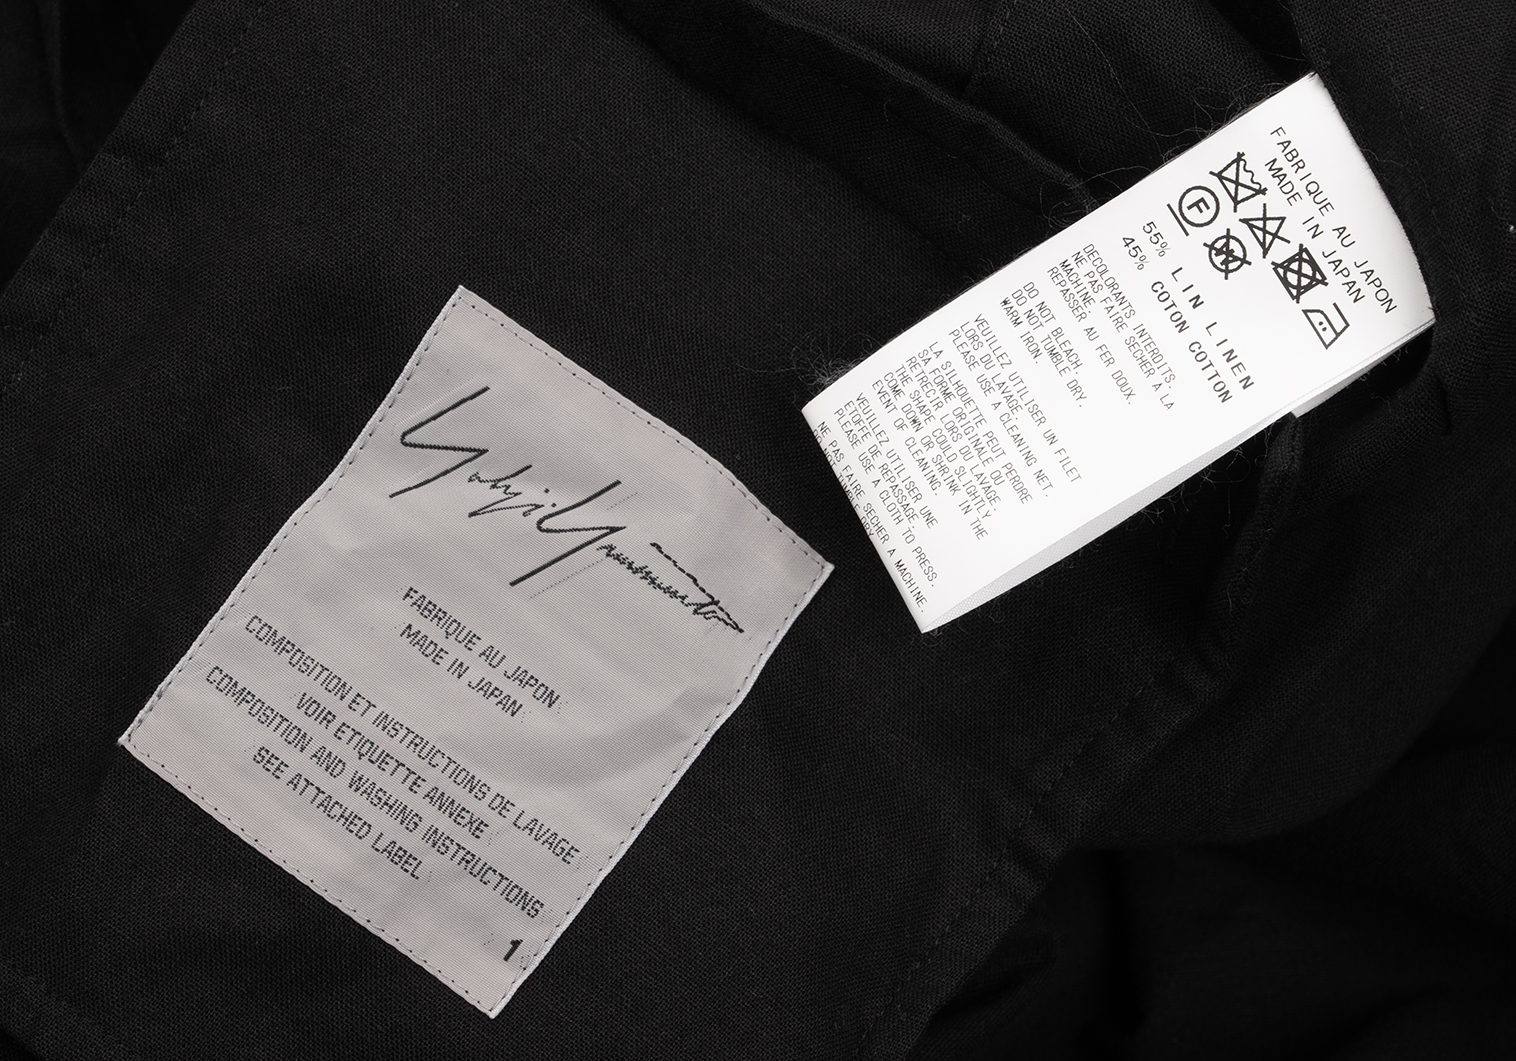 Yohji Yamamoto
FABRIQUE AU JAPON
MADE IN JAPAN
COMPOSITION ET INSTRUCTIONS DE LAVAGE
VOIR ETIQUETTE ANNEXE
COMPOSITION AND WASHING INSTRUCTIONS
SEE ATTACHED LABEL
1
FABRIQUE AU JAPON
MADE IN JAPAN
F
W
55% LIN LINEN
45% COTON COTTON
DECOLORANTS INTERDITS.
NE PAS FAIRE SECHER A LA
MACHINE.
REPASSER AU FER DOUX.
DO NOT BLEACH.
DO NOT TUMBLE DRY.
WARM IRON.
VEUILLEZ UTILISER UN FILET
LORS DU LAVAGE.
PLEASE USE A CLEANING NET.
LA SILHOUETTE PEUT PERDRE
SA FORME ORIGINALE OU
RETRECIR LORS DU LAVAGE.
THE SHAPE COULD SLIGHTLY
COME DOWN OR SHRINK IN THE
EVENT OF CLEANING.
VEUILLEZ UTILISER UNE
ETOFFE DE REPASSAGE.
PLEASE USE A CLOTH TO PRESS.
NE PAS FAIRE SECHER A MACHINE.